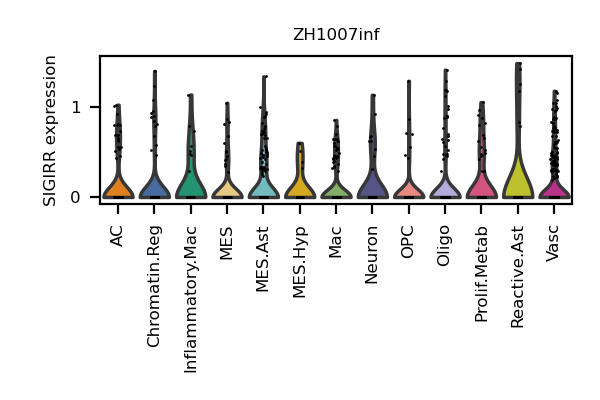 ZH1007inf
SIGIRR expression
1
0
AC
Chromatin.Reg
Inflammatory.Mac
MES
MES.Ast
MES.Hyp
Mac
Neuron
OPC
Oligo
Prolif.Metab
Reactive.Ast
Vasc